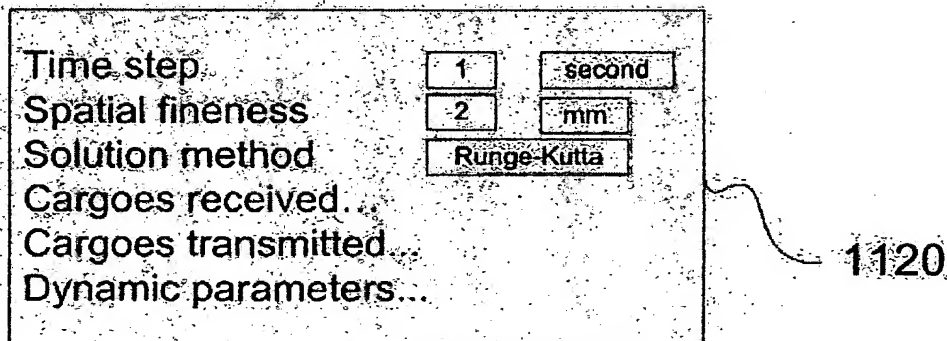 Time step 1 second
Spatial fineness 2 mm
Solution method Runge-Kutta
Cargoes received...
Cargoes transmitted...
Dynamic parameters...
1120